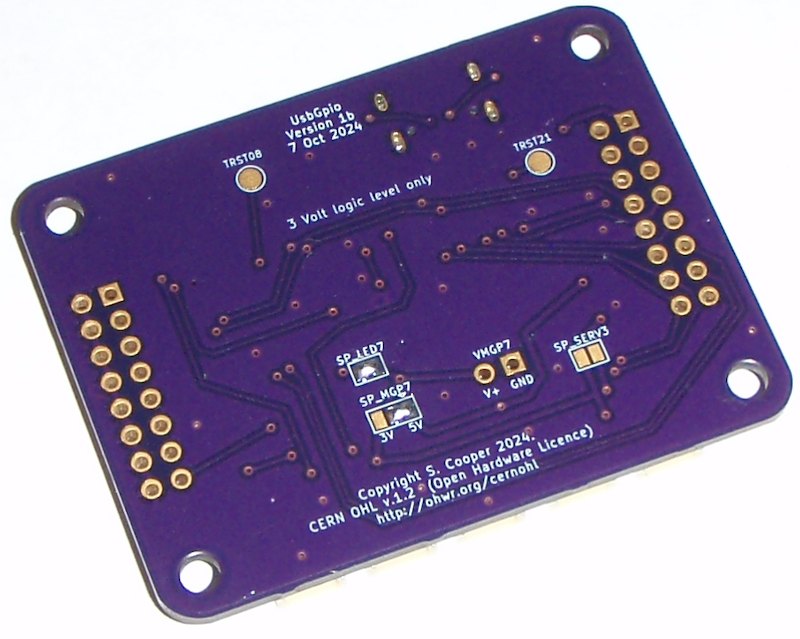 UsbGpio
Version 1b
7 Oct 2024
TRST08
TRST21
3 Volt logic level only
SP_LED7
VMGP7
SP_SERV3
V+ GND
SP_MGP7
3V 5V
Copyright S. Cooper 2024.
CERN OHL v.1.2 (Open Hardware Licence)
http://ohwr.org/cernohl